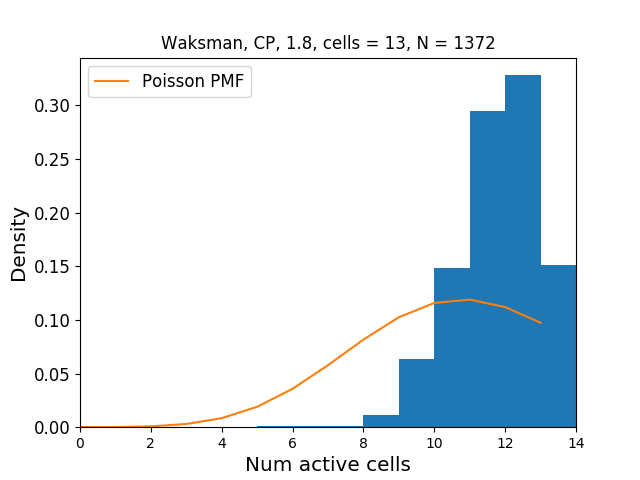 Waksman, CP, 1.8, cells = 13, N = 1372
Poisson PMF
Density
0.30
0.25
0.20
0.15
0.10
0.05
0.00
0 2 4 6 8 10 12 14
Num active cells